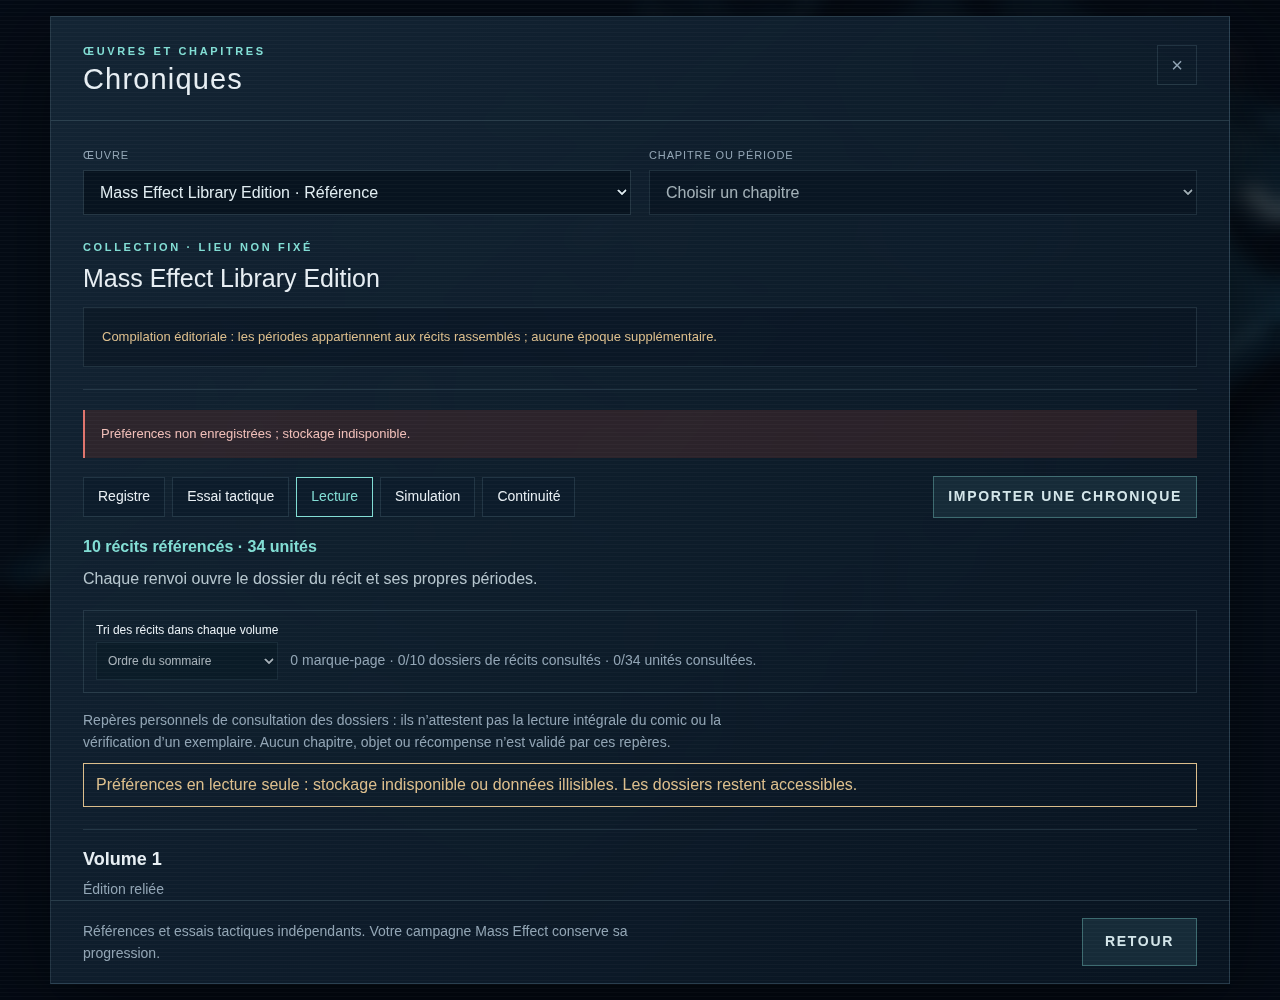 ŒUVRES ET CHAPITRES
Chroniques
×
ŒUVRE
CHAPITRE OU PÉRIODE
Mass Effect Library Edition · Référence
Choisir un chapitre
COLLECTION · LIEU NON FIXÉ
Mass Effect Library Edition
Compilation éditoriale : les périodes appartiennent aux récits rassemblés ; aucune époque supplémentaire.
Préférences non enregistrées ; stockage indisponible.
Registre
Essai tactique
Lecture
Simulation
Continuité
IMPORTER UNE CHRONIQUE
10 récits référencés · 34 unités
Chaque renvoi ouvre le dossier du récit et ses propres périodes.
Tri des récits dans chaque volume
Ordre du sommaire
0 marque-page · 0/10 dossiers de récits consultés · 0/34 unités consultées.
Repères personnels de consultation des dossiers : ils n’attestent pas la lecture intégrale du comic ou la
vérification d’un exemplaire. Aucun chapitre, objet ou récompense n’est validé par ces repères.
Préférences en lecture seule : stockage indisponible ou données illisibles. Les dossiers restent accessibles.
Volume 1
Édition reliée
Références et essais tactiques indépendants. Votre campagne Mass Effect conserve sa
progression.
RETOUR